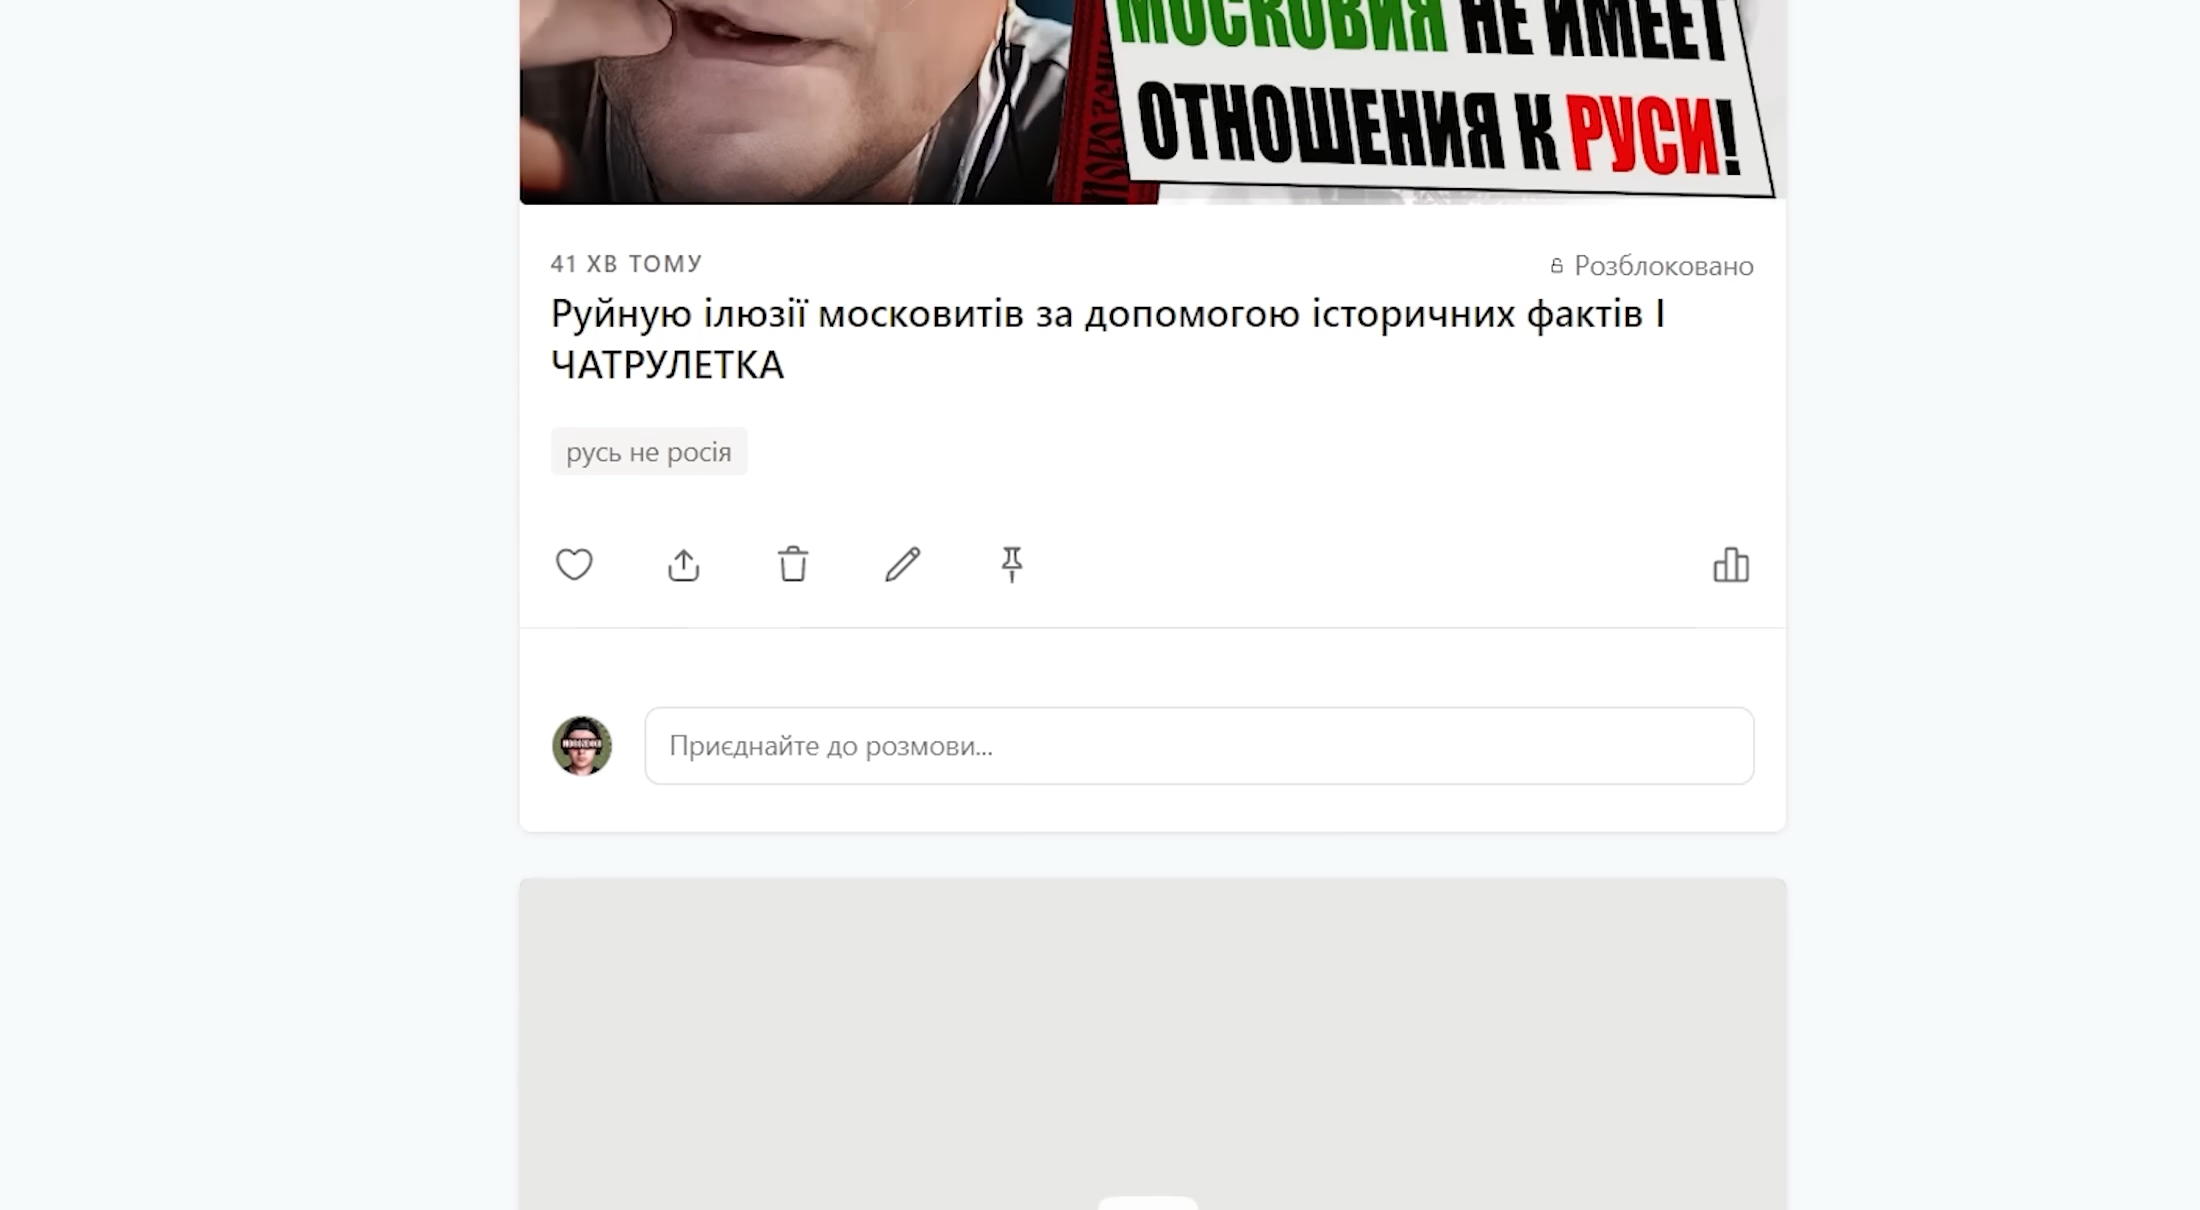 МОСКОВИЯ НЕ ИМЕЕТ
ОТНОШЕНИЯ К РУСИ!
41 ХВ ТОМУ
Розблоковано
Руйную ілюзії московитів за допомогою історичних фактів І
ЧАТРУЛЕТКА
русь не росія
Приєднайте до розмови...